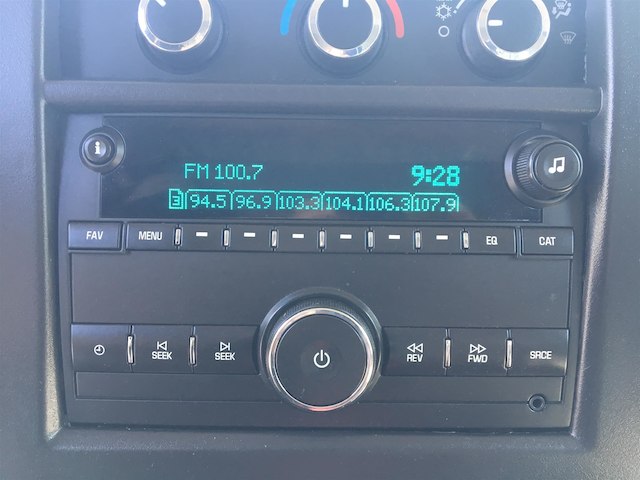 i
FM 100.7 9:28
3 94.5 96.9 103.3 104.1 106.3 107.9
FAV MENU EQ CAT
SEEK SEEK REV FWD SRCE